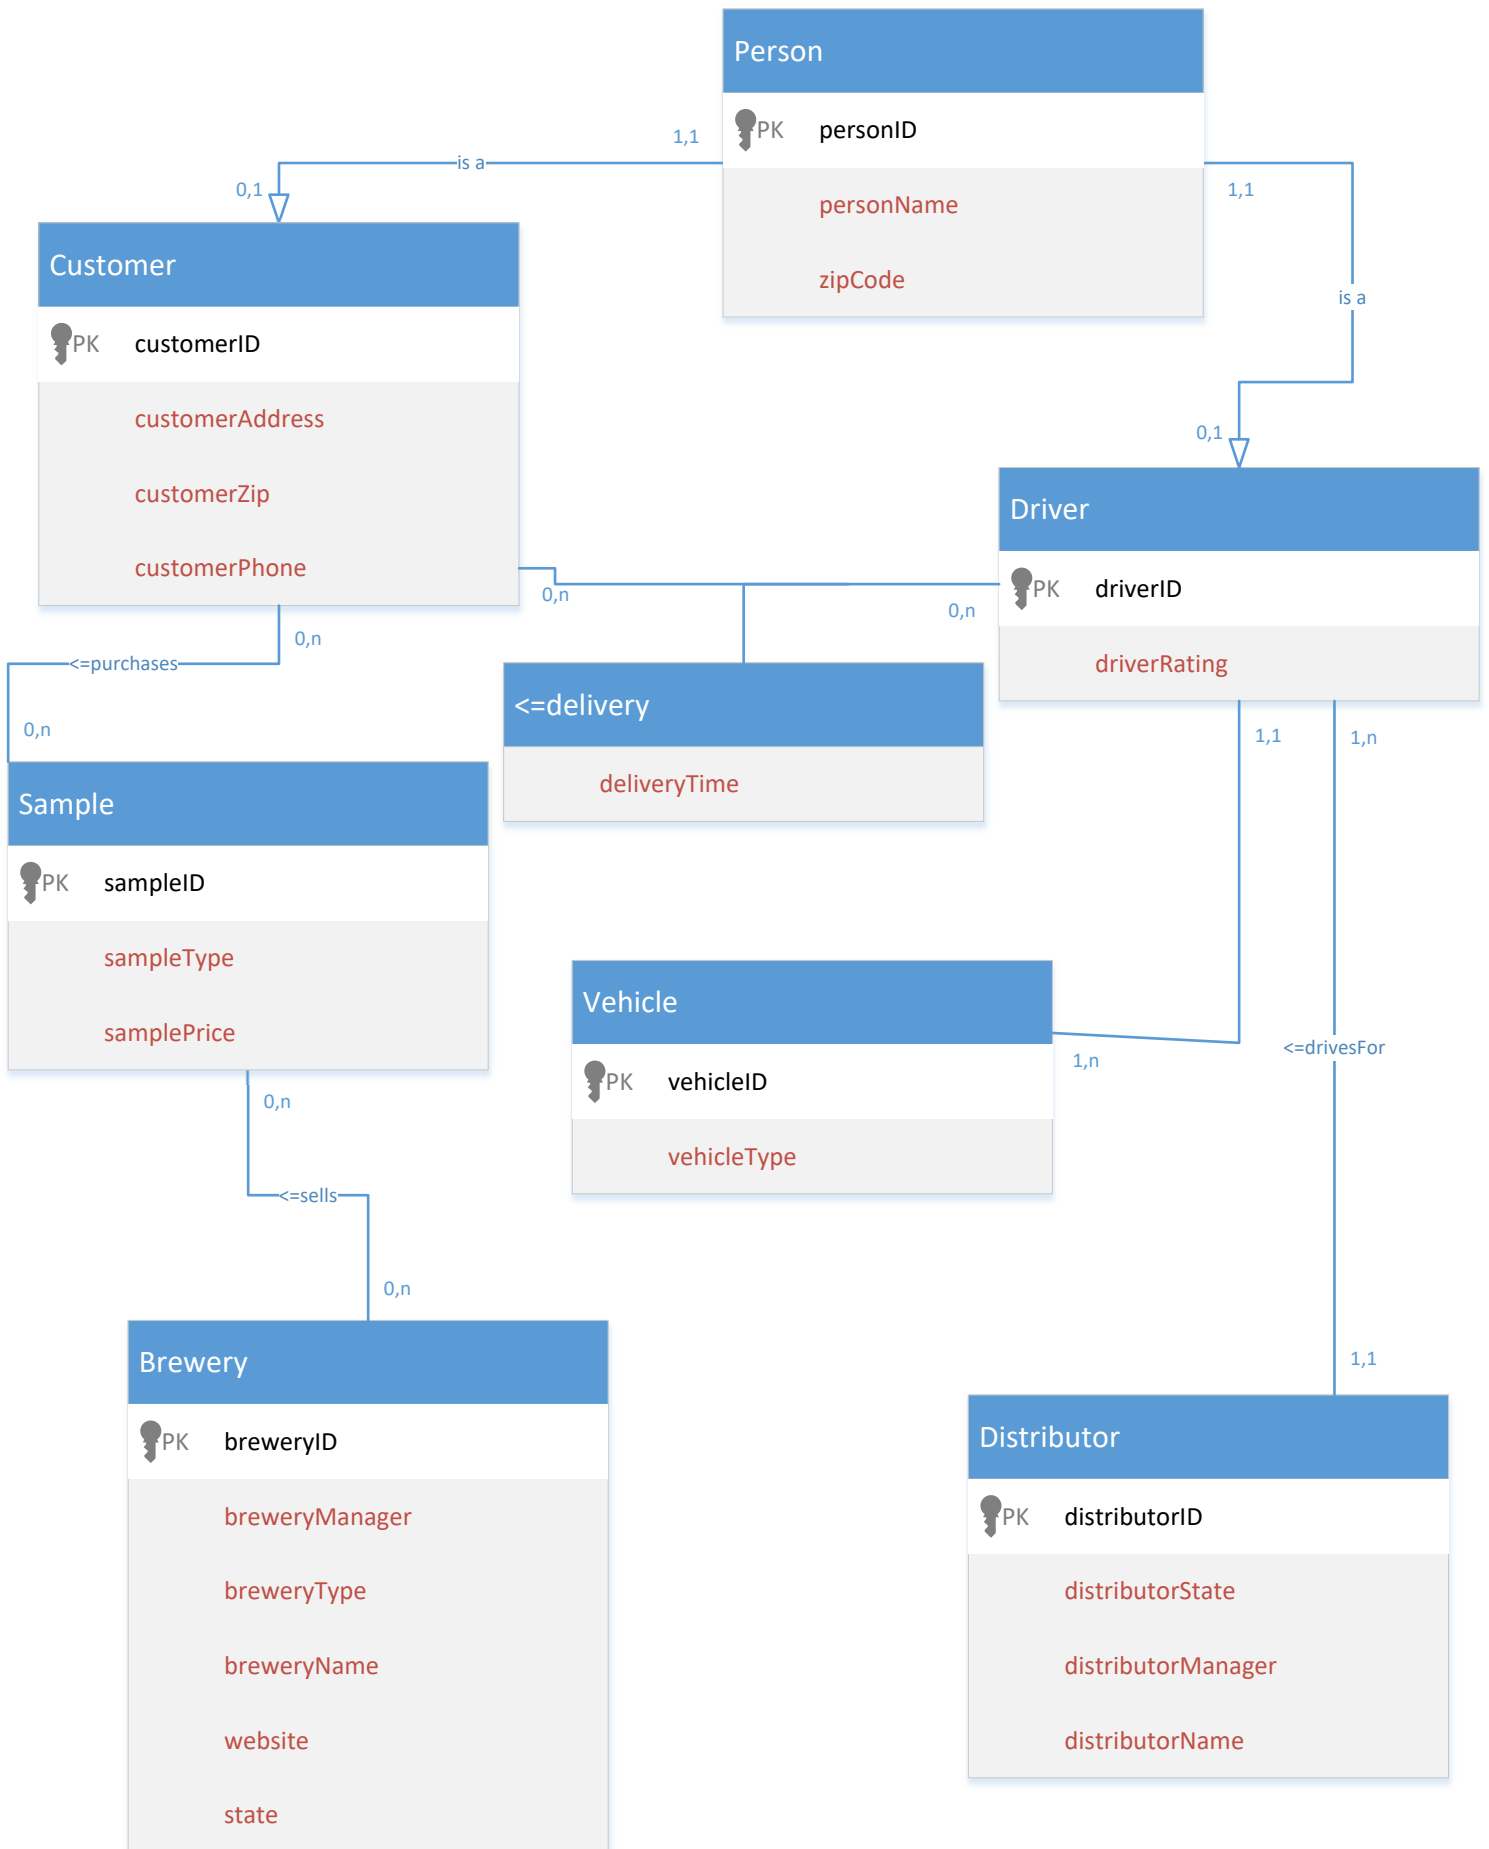 Person
PK personID
personName
zipCode
1,1
is a
0,1
1,1
is a
0,1
Customer
PK customerID
customerAddress
customerZip
customerPhone
0,n
0,n
0,n
<=purchases
0,n
Driver
PK driverID
driverRating
1,1
1,n
<=delivery
deliveryTime
Sample
PK sampleID
sampleType
samplePrice
0,n
<=sells
0,n
Vehicle
PK vehicleID
vehicleType
1,n
<=drivesFor
1,1
Brewery
PK breweryID
breweryManager
breweryType
breweryName
website
state
Distributor
PK distributorID
distributorState
distributorManager
distributorName